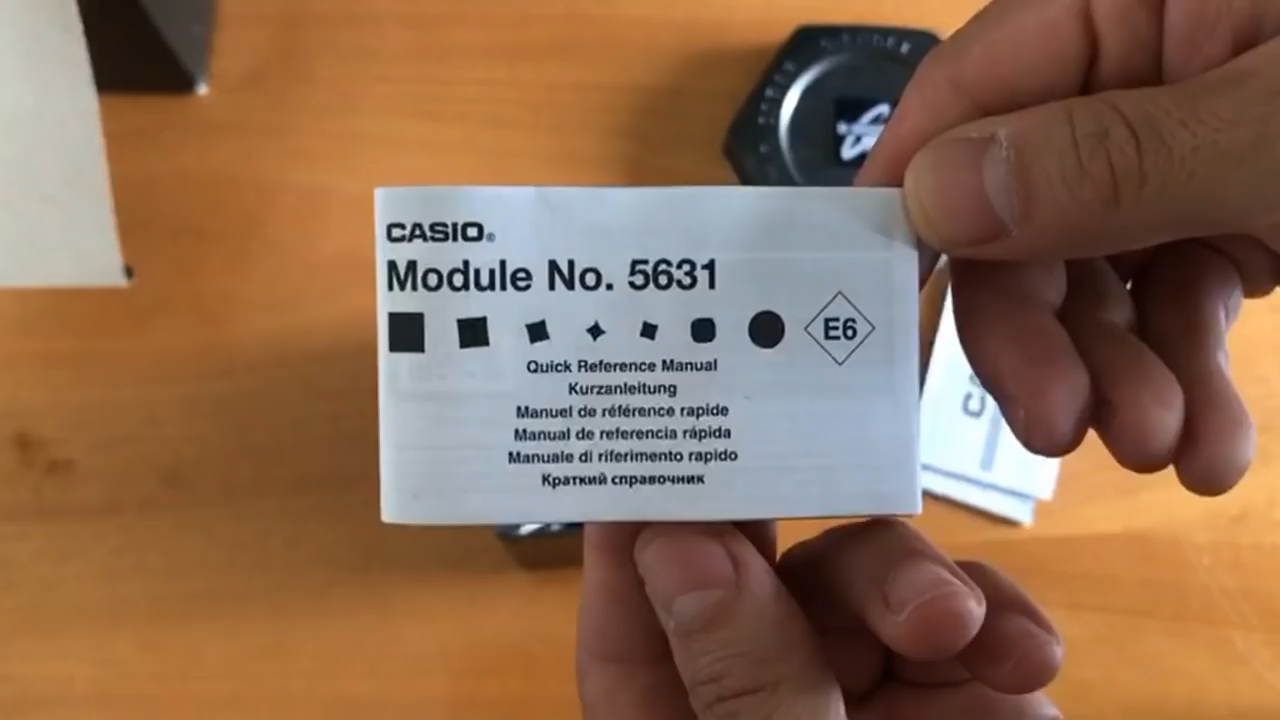 CASIO®
Module No. 5631
E6
Quick Reference Manual
Kurzanleitung
Manuel de référence rapide
Manual de referencia rápida
Manuale di riferimento rapido
Краткий справочник